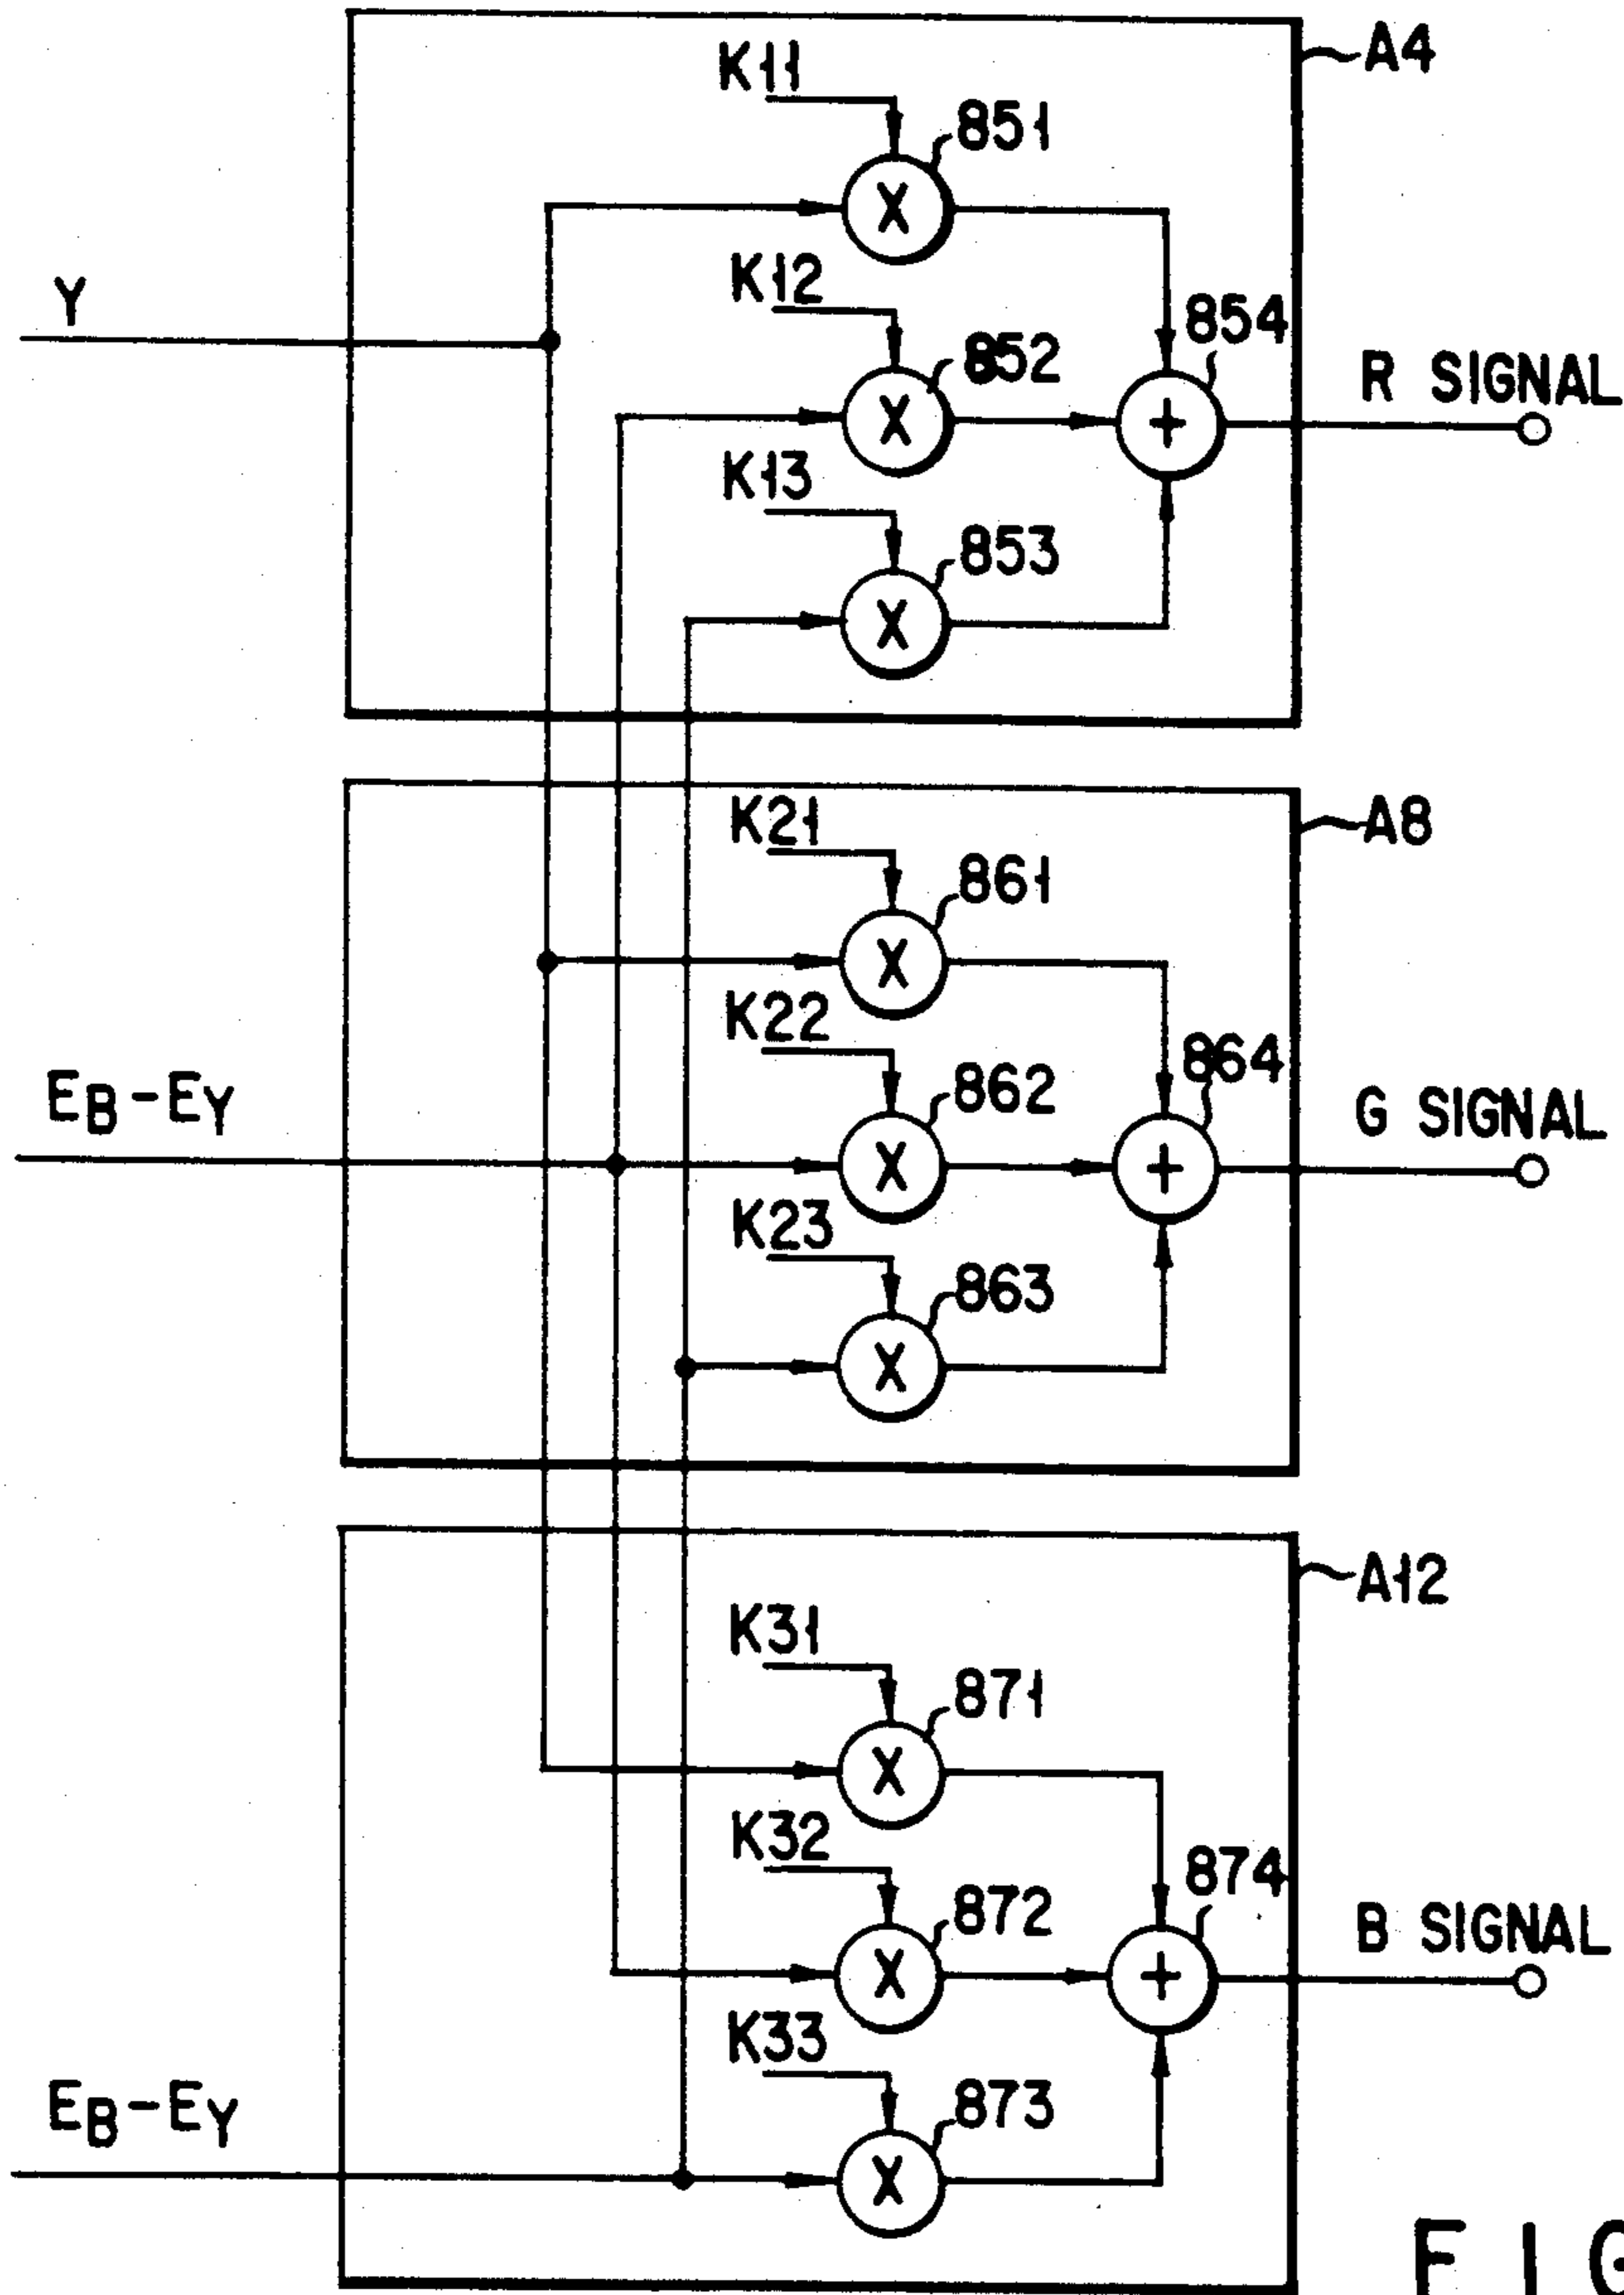 A4
K11
851
X
Y
K12
852
854
X
+
R SIGNAL
K13
853
X
A8
K21
861
X
K22
864
EB-EY
862
X
+
G SIGNAL
K23
863
X
A12
K31
871
X
K32
874
872
X
+
B SIGNAL
K33
EB-EY
873
X
FIG